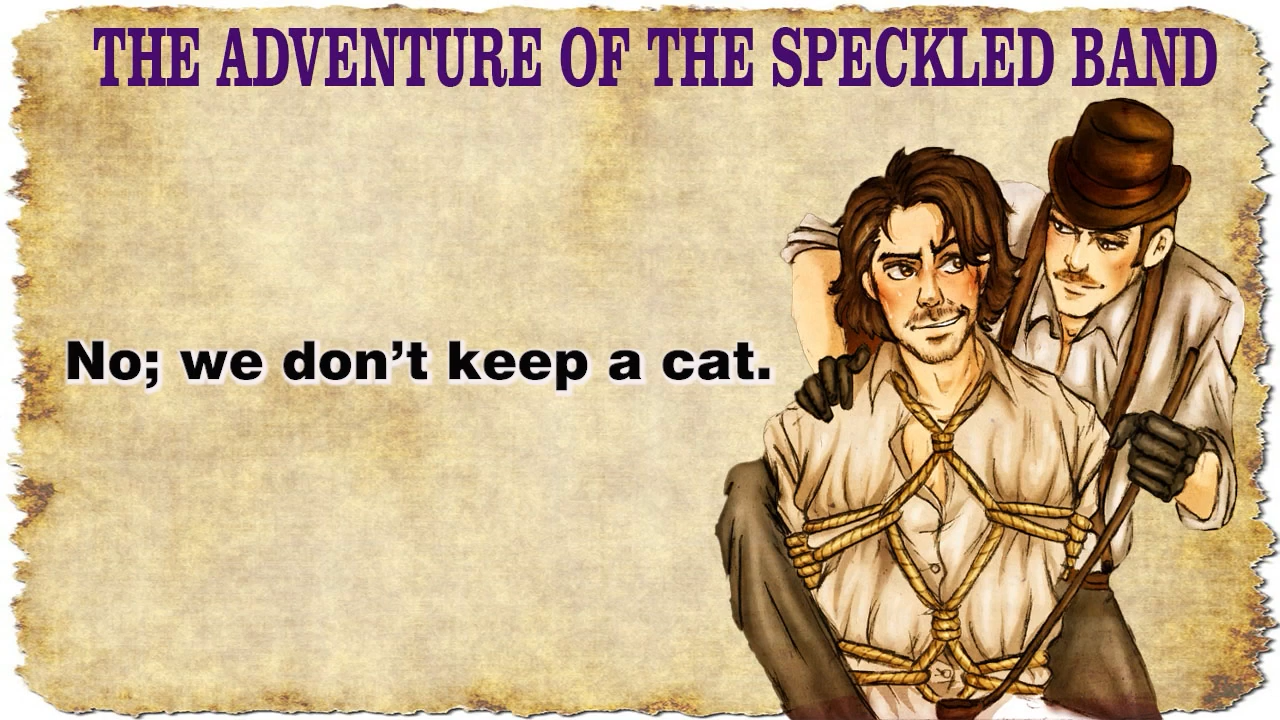 THE ADVENTURE OF THE SPECKLED BAND
No; we don’t keep a cat.